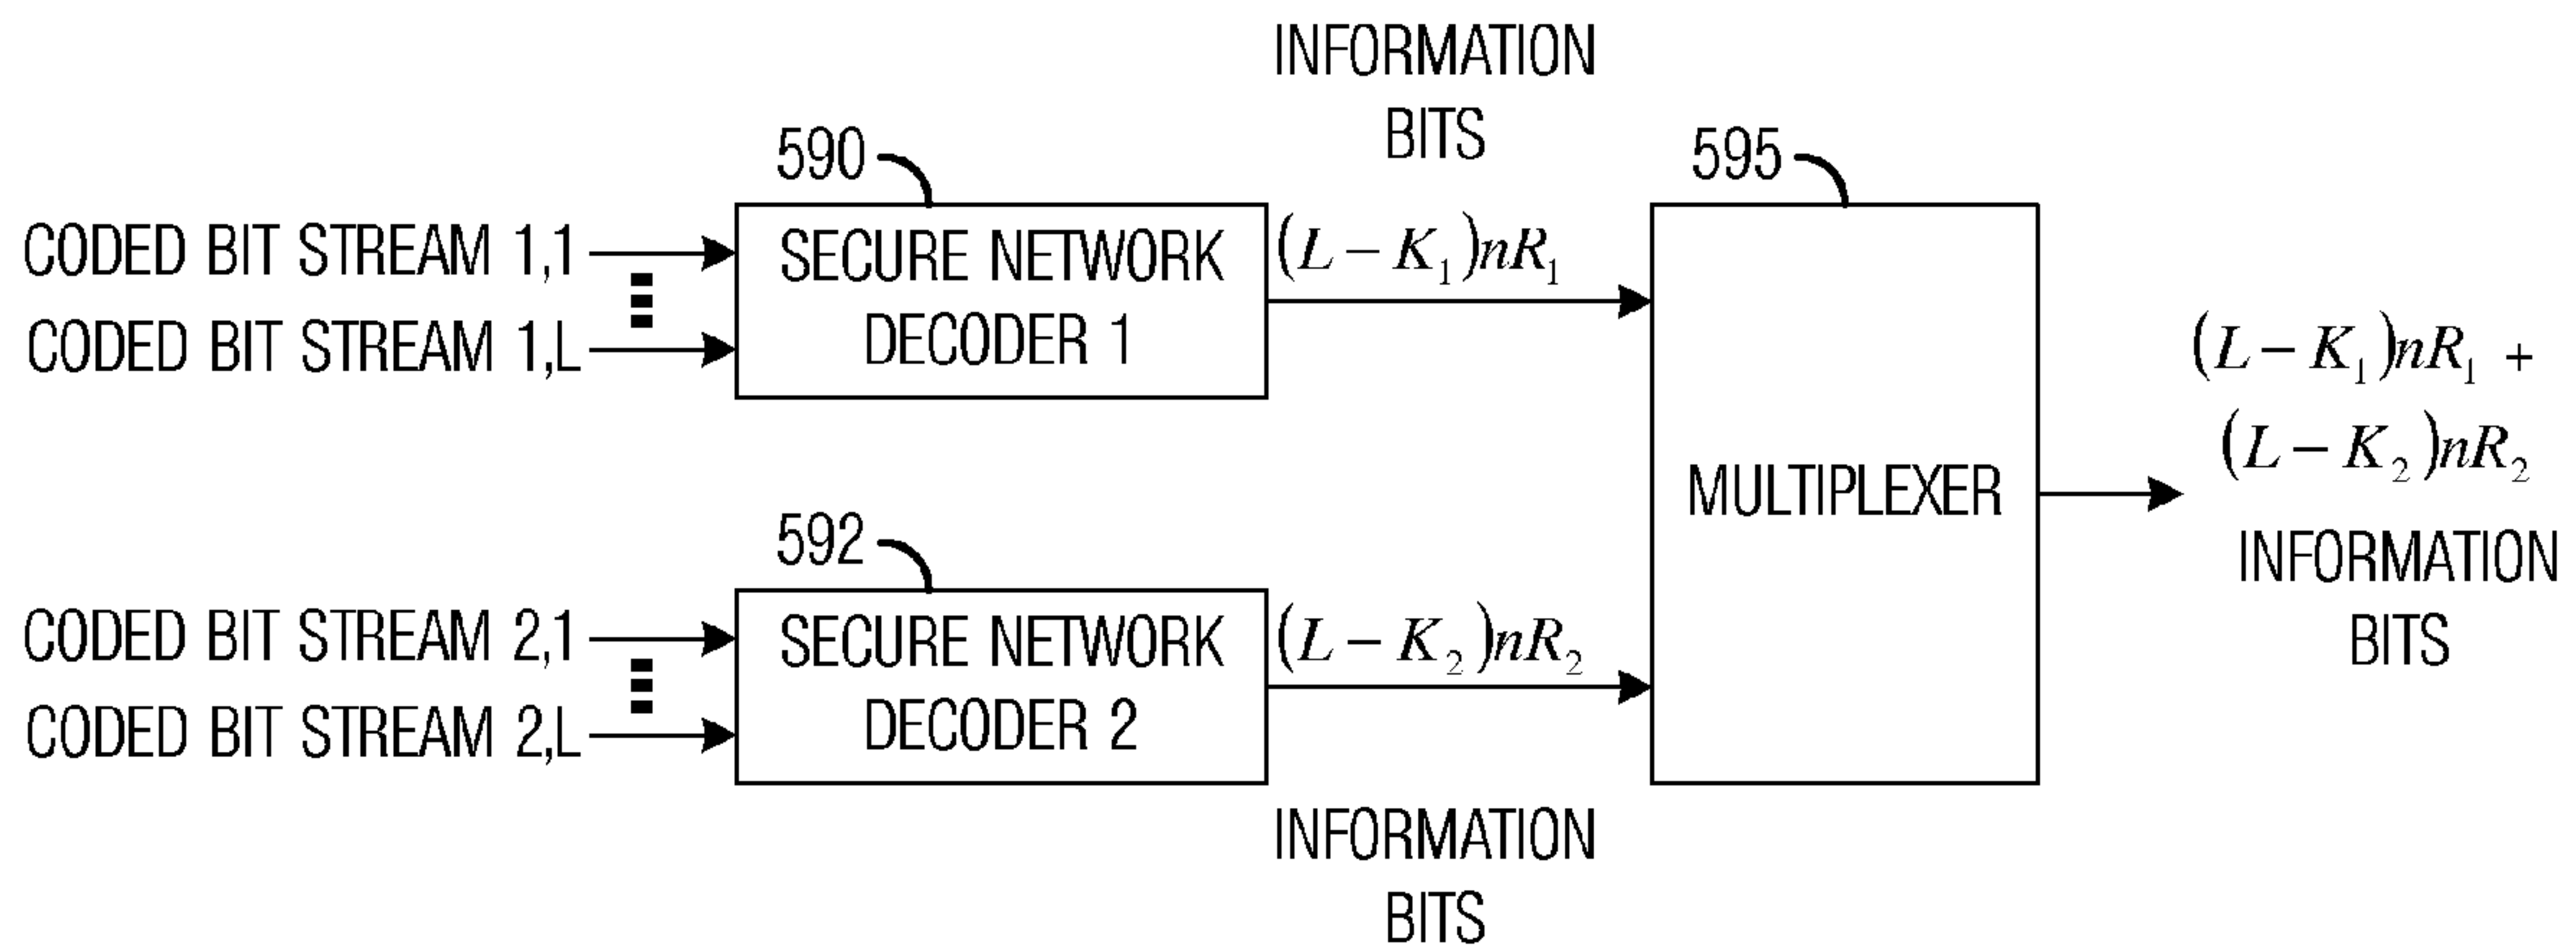 INFORMATION
BITS
590
595
CODED BIT STREAM 1,1
CODED BIT STREAM 1,L
SECURE NETWORK
DECODER 1
(L − K₁)nR₁
MULTIPLEXER
(L − K₁)nR₁ +
(L − K₂)nR₂
INFORMATION
BITS
592
CODED BIT STREAM 2,1
CODED BIT STREAM 2,L
SECURE NETWORK
DECODER 2
(L − K₂)nR₂
INFORMATION
BITS